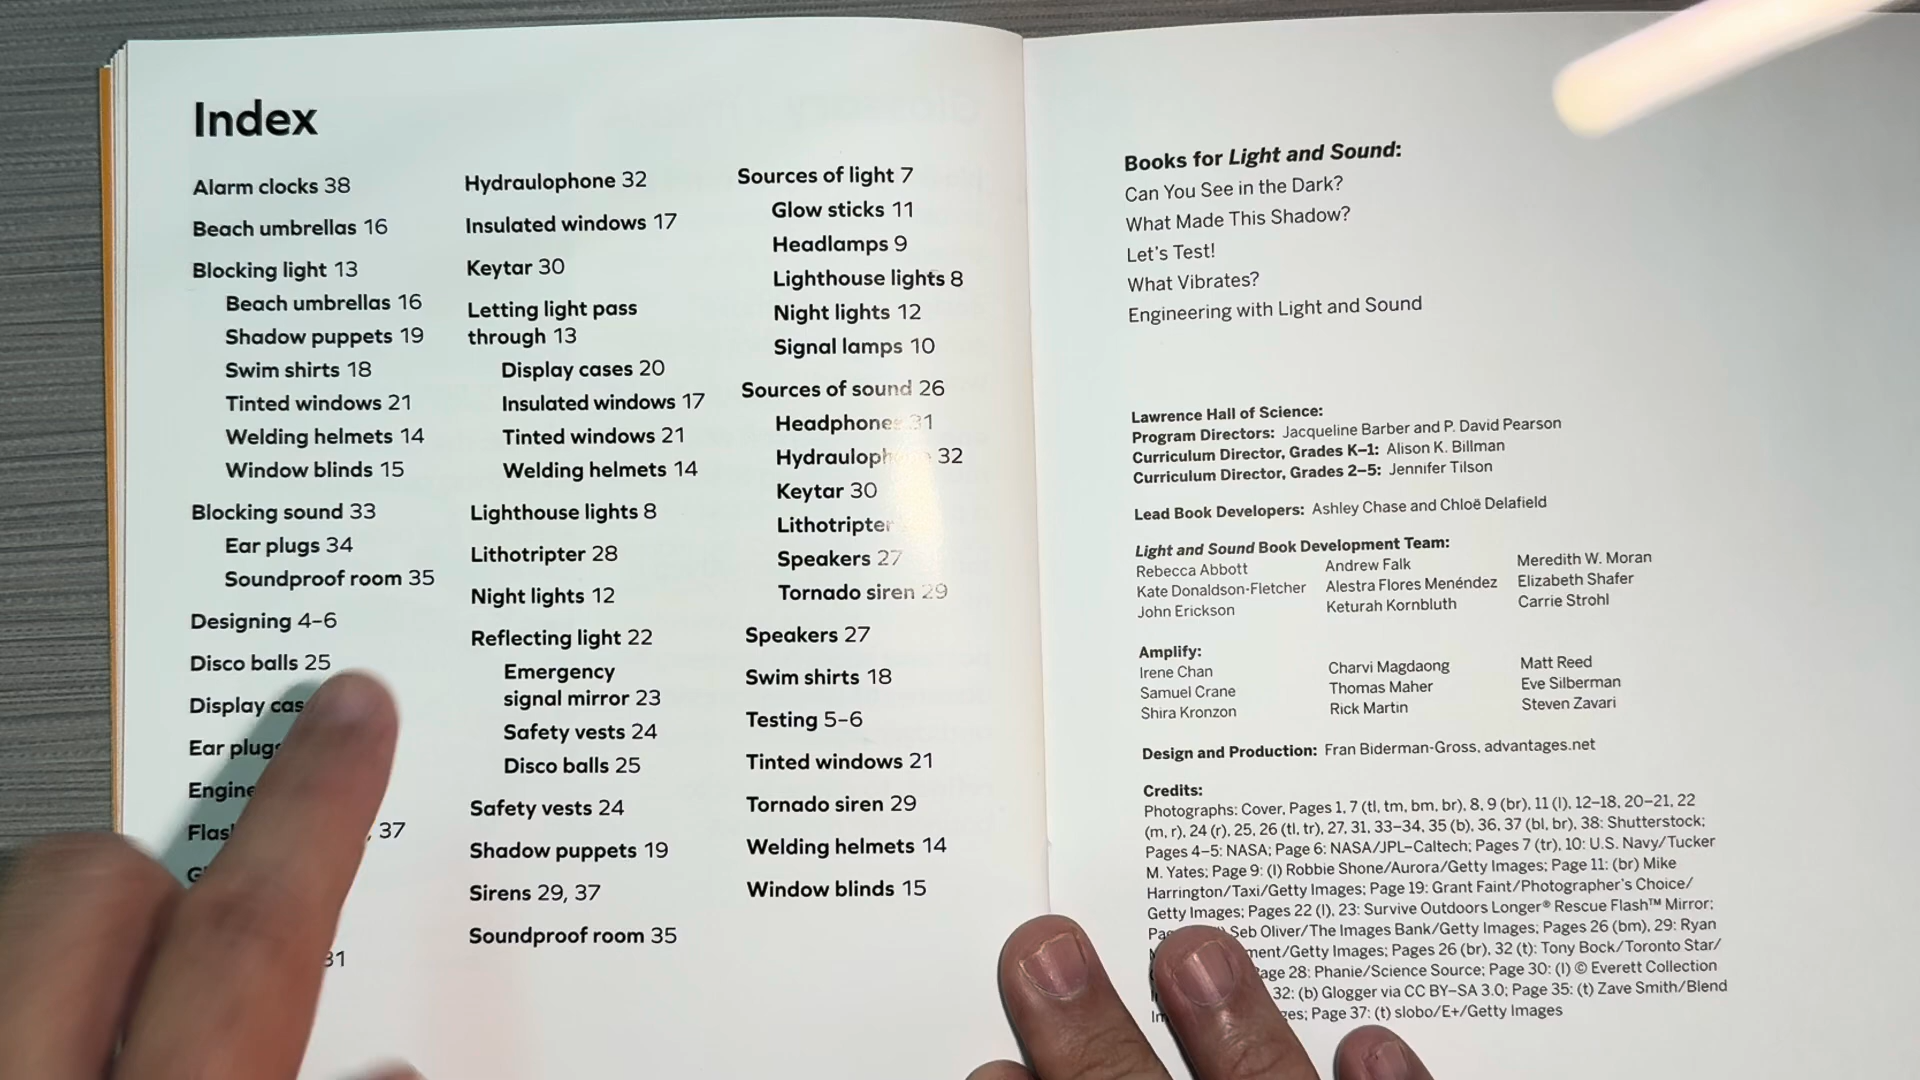 Index
Alarm clocks 38
Beach umbrellas 16
Blocking light 13
Beach umbrellas 16
Shadow puppets 19
Swim shirts 18
Tinted windows 21
Welding helmets 14
Window blinds 15
Blocking sound 33
Ear plugs 34
Soundproof room 35
Designing 4–6
Disco balls 25
Display
Ear
37
31
Hydraulophone 32
Insulated windows 17
Keytar 30
Letting light pass
through 13
Display cases 20
Insulated windows 17
Tinted windows 21
Welding helmets 14
Lighthouse lights 8
Lithotripter 28
Night lights 12
Reflecting light 22
Emergency
signal mirror 23
Safety vests 24
Disco balls 25
Safety vests 24
Shadow puppets 19
Sirens 29, 37
Soundproof room 35
Sources of light 7
Glow sticks 11
Headlamps 9
Lighthouse lights 8
Night lights 12
Signal lamps 10
Sources of sound 26
Headphones 31
32
Keytar 30
Lithotripter
Speakers 27
Tornado siren 29
Speakers 27
Swim shirts 18
Testing 5–6
Tinted windows 21
Tornado siren 29
Welding helmets 14
Window blinds 15
Books for Light and Sound:
Can You See in the Dark?
What Made This Shadow?
Let's Test!
What Vibrates?
Engineering with Light and Sound
Lawrence Hall of Science:
Program Directors: Jacqueline Barber and P. David Pearson
Curriculum Director, Grades K–1: Alison K. Billman
Curriculum Director, Grades 2–5: Jennifer Tilson
Lead Book Developers: Ashley Chase and Chloë Delafield
Light and Sound Book Development Team:
Rebecca Abbott Andrew Falk Meredith W. Moran
Kate Donaldson-Fletcher Alestra Flores Menéndez Elizabeth Shafer
John Erickson Keturah Kornbluth Carrie Strohl
Amplify:
Irene Chan Charvi Magdaong Matt Reed
Samuel Crane Thomas Maher Eve Silberman
Shira Kronzon Rick Martin Steven Zavari
Design and Production: Fran Biderman-Gross, advantages.net
Credits:
Photographs: Cover, Pages 1, 7 (tl, tm, bm, br), 8, 9 (br), 11 (l), 12–18, 20–21, 22
(m, r), 24 (r), 25, 26 (tl, tr), 27, 31, 33–34, 35 (b), 36, 37 (bl, br), 38: Shutterstock;
Pages 4–5: NASA; Page 6: NASA/JPL–Caltech; Pages 7 (tr), 10: U.S. Navy/Tucker
M. Yates; Page 9: (l) Robbie Shone/Aurora/Getty Images; Page 11: (br) Mike
Harrington/Taxi/Getty Images; Page 19: Grant Faint/Photographer's Choice/
Getty Images; Pages 22 (l), 23: Survive Outdoors Longer® Rescue Flash™ Mirror;
Seb Oliver/The Images Bank/Getty Images; Pages 26 (bm), 29: Ryan
Images; Pages 26 (br), 32 (t): Tony Bock/Toronto Star/
Page 28: Phanie/Science Source; Page 30: (l) © Everett Collection
32: (b) Glogger via CC BY–SA 3.0; Page 35: (t) Zave Smith/Blend
Page 37: (t) slobo/E+/Getty Images